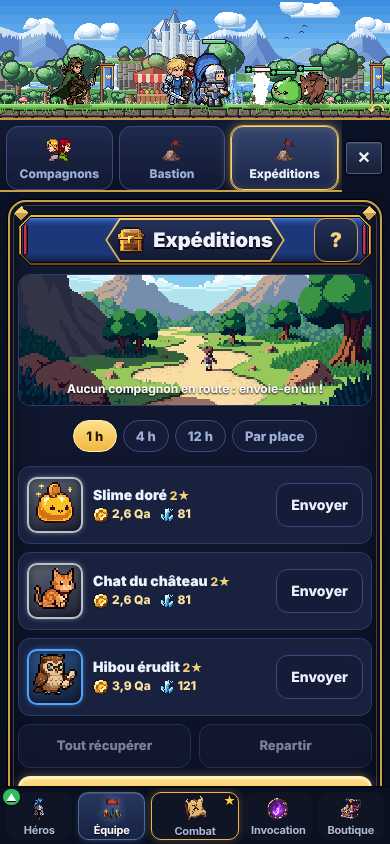 Compagnons
Bastion
Expéditions
×
Expéditions
?
Aucun compagnon en route : envoie-en un !
1 h
4 h
12 h
Par place
Slime doré 2★
2,6 Qa 81
Envoyer
Chat du château 2★
2,6 Qa 81
Envoyer
Hibou érudit 2★
3,9 Qa 121
Envoyer
Tout récupérer
Repartir
Héros
Équipe
Combat
Invocation
Boutique